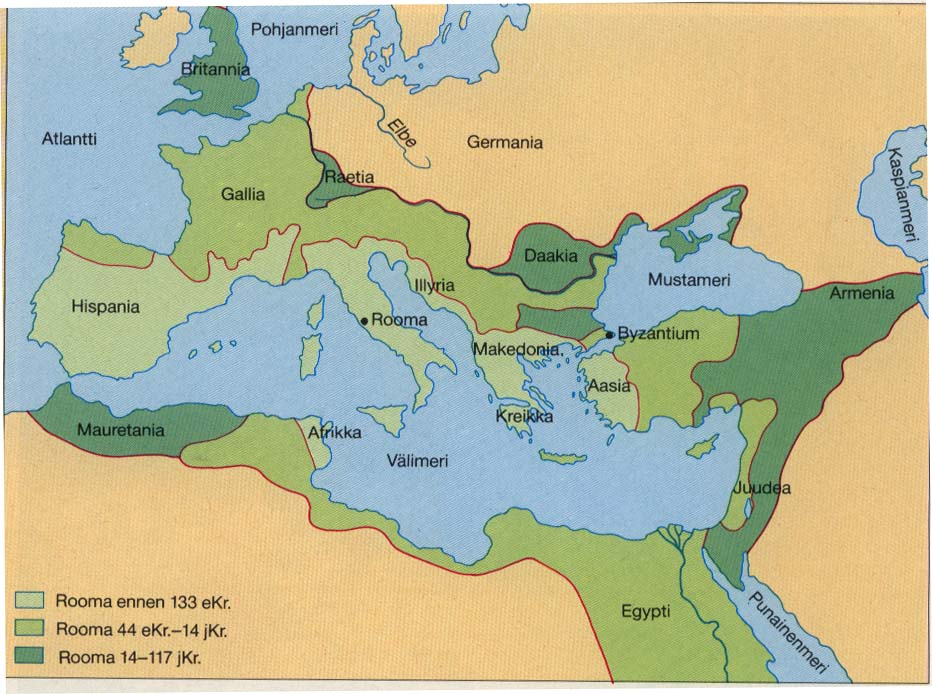 Pohjanmeri
Britannia
Atlantti
Elbe
Germania
Kaspianmeri
Raetia
Gallia
Daakia
Mustameri
Illyria
Armenia
Hispania
Rooma
Byzantium
Makedonia
Aasia
Kreikka
Mauretania
Afrikka
Välimeri
Juudea
Rooma ennen 133 eKr.
Rooma 44 eKr.–14 jKr.
Rooma 14–117 jKr.
Egypti
Punainenmeri